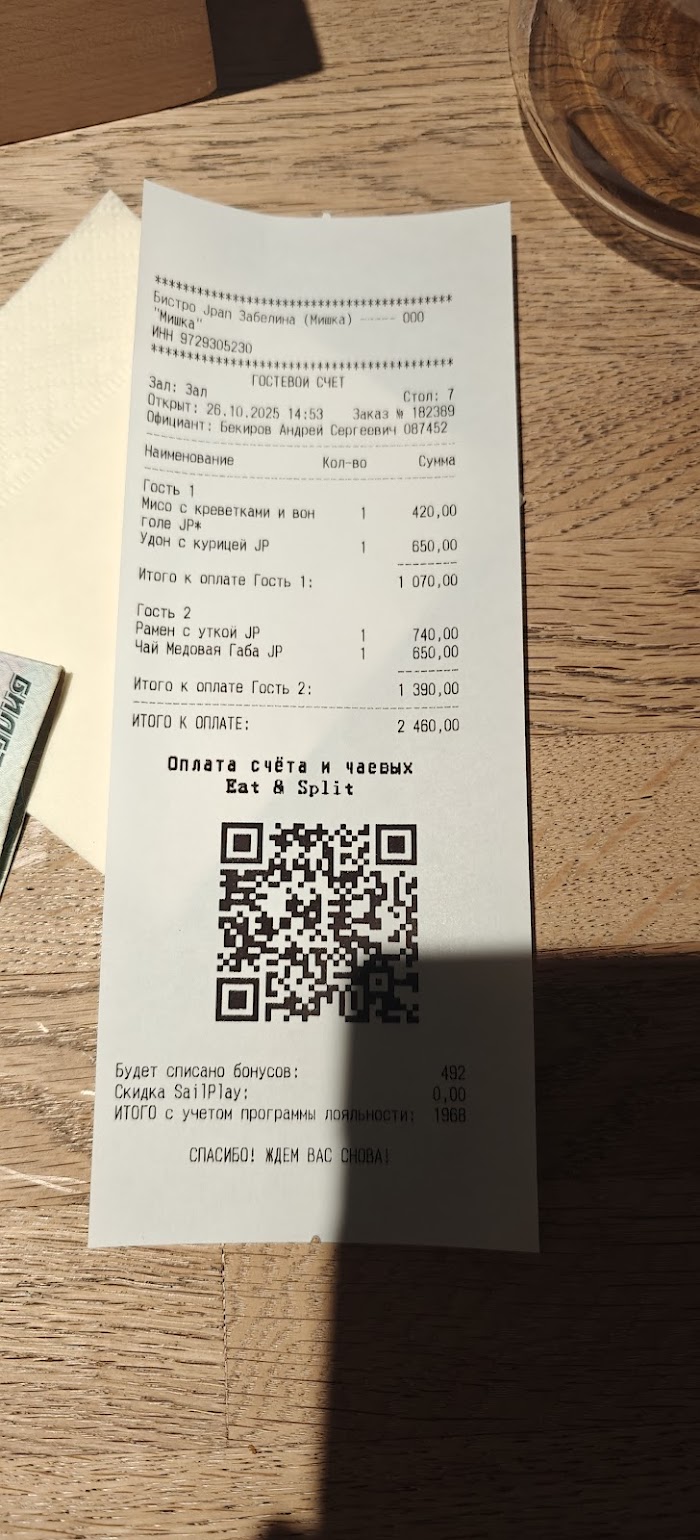 *****************************************
Бистро Jpan Забелина (Мишка) ----- ООО
"Мишка"
ИНН 9729305230
*****************************************
ГОСТЕВОЙ СЧЕТ
Зал: Зал Стол: 7
Открыт: 26.10.2025 14:53 Заказ № 182389
Официант: Бекиров Андрей Сергеевич 087452
Наименование Кол-во Сумма
Гость 1
Мисо с креветками и вон 1 420,00
голе JP*
Удон с курицей JP 1 650,00
Итого к оплате Гость 1: 1 070,00
Гость 2
Рамен с уткой JP 1 740,00
Чай Медовая Габа JP 1 650,00
Итого к оплате Гость 2: 1 390,00
ИТОГО К ОПЛАТЕ: 2 460,00
Оплата счёта и чаевых
Eat & Split
Будет списано бонусов: 492
Скидка SailPlay: 0,00
ИТОГО с учетом программы лояльности: 1968
СПАСИБО! ЖДЕМ ВАС СНОВА!